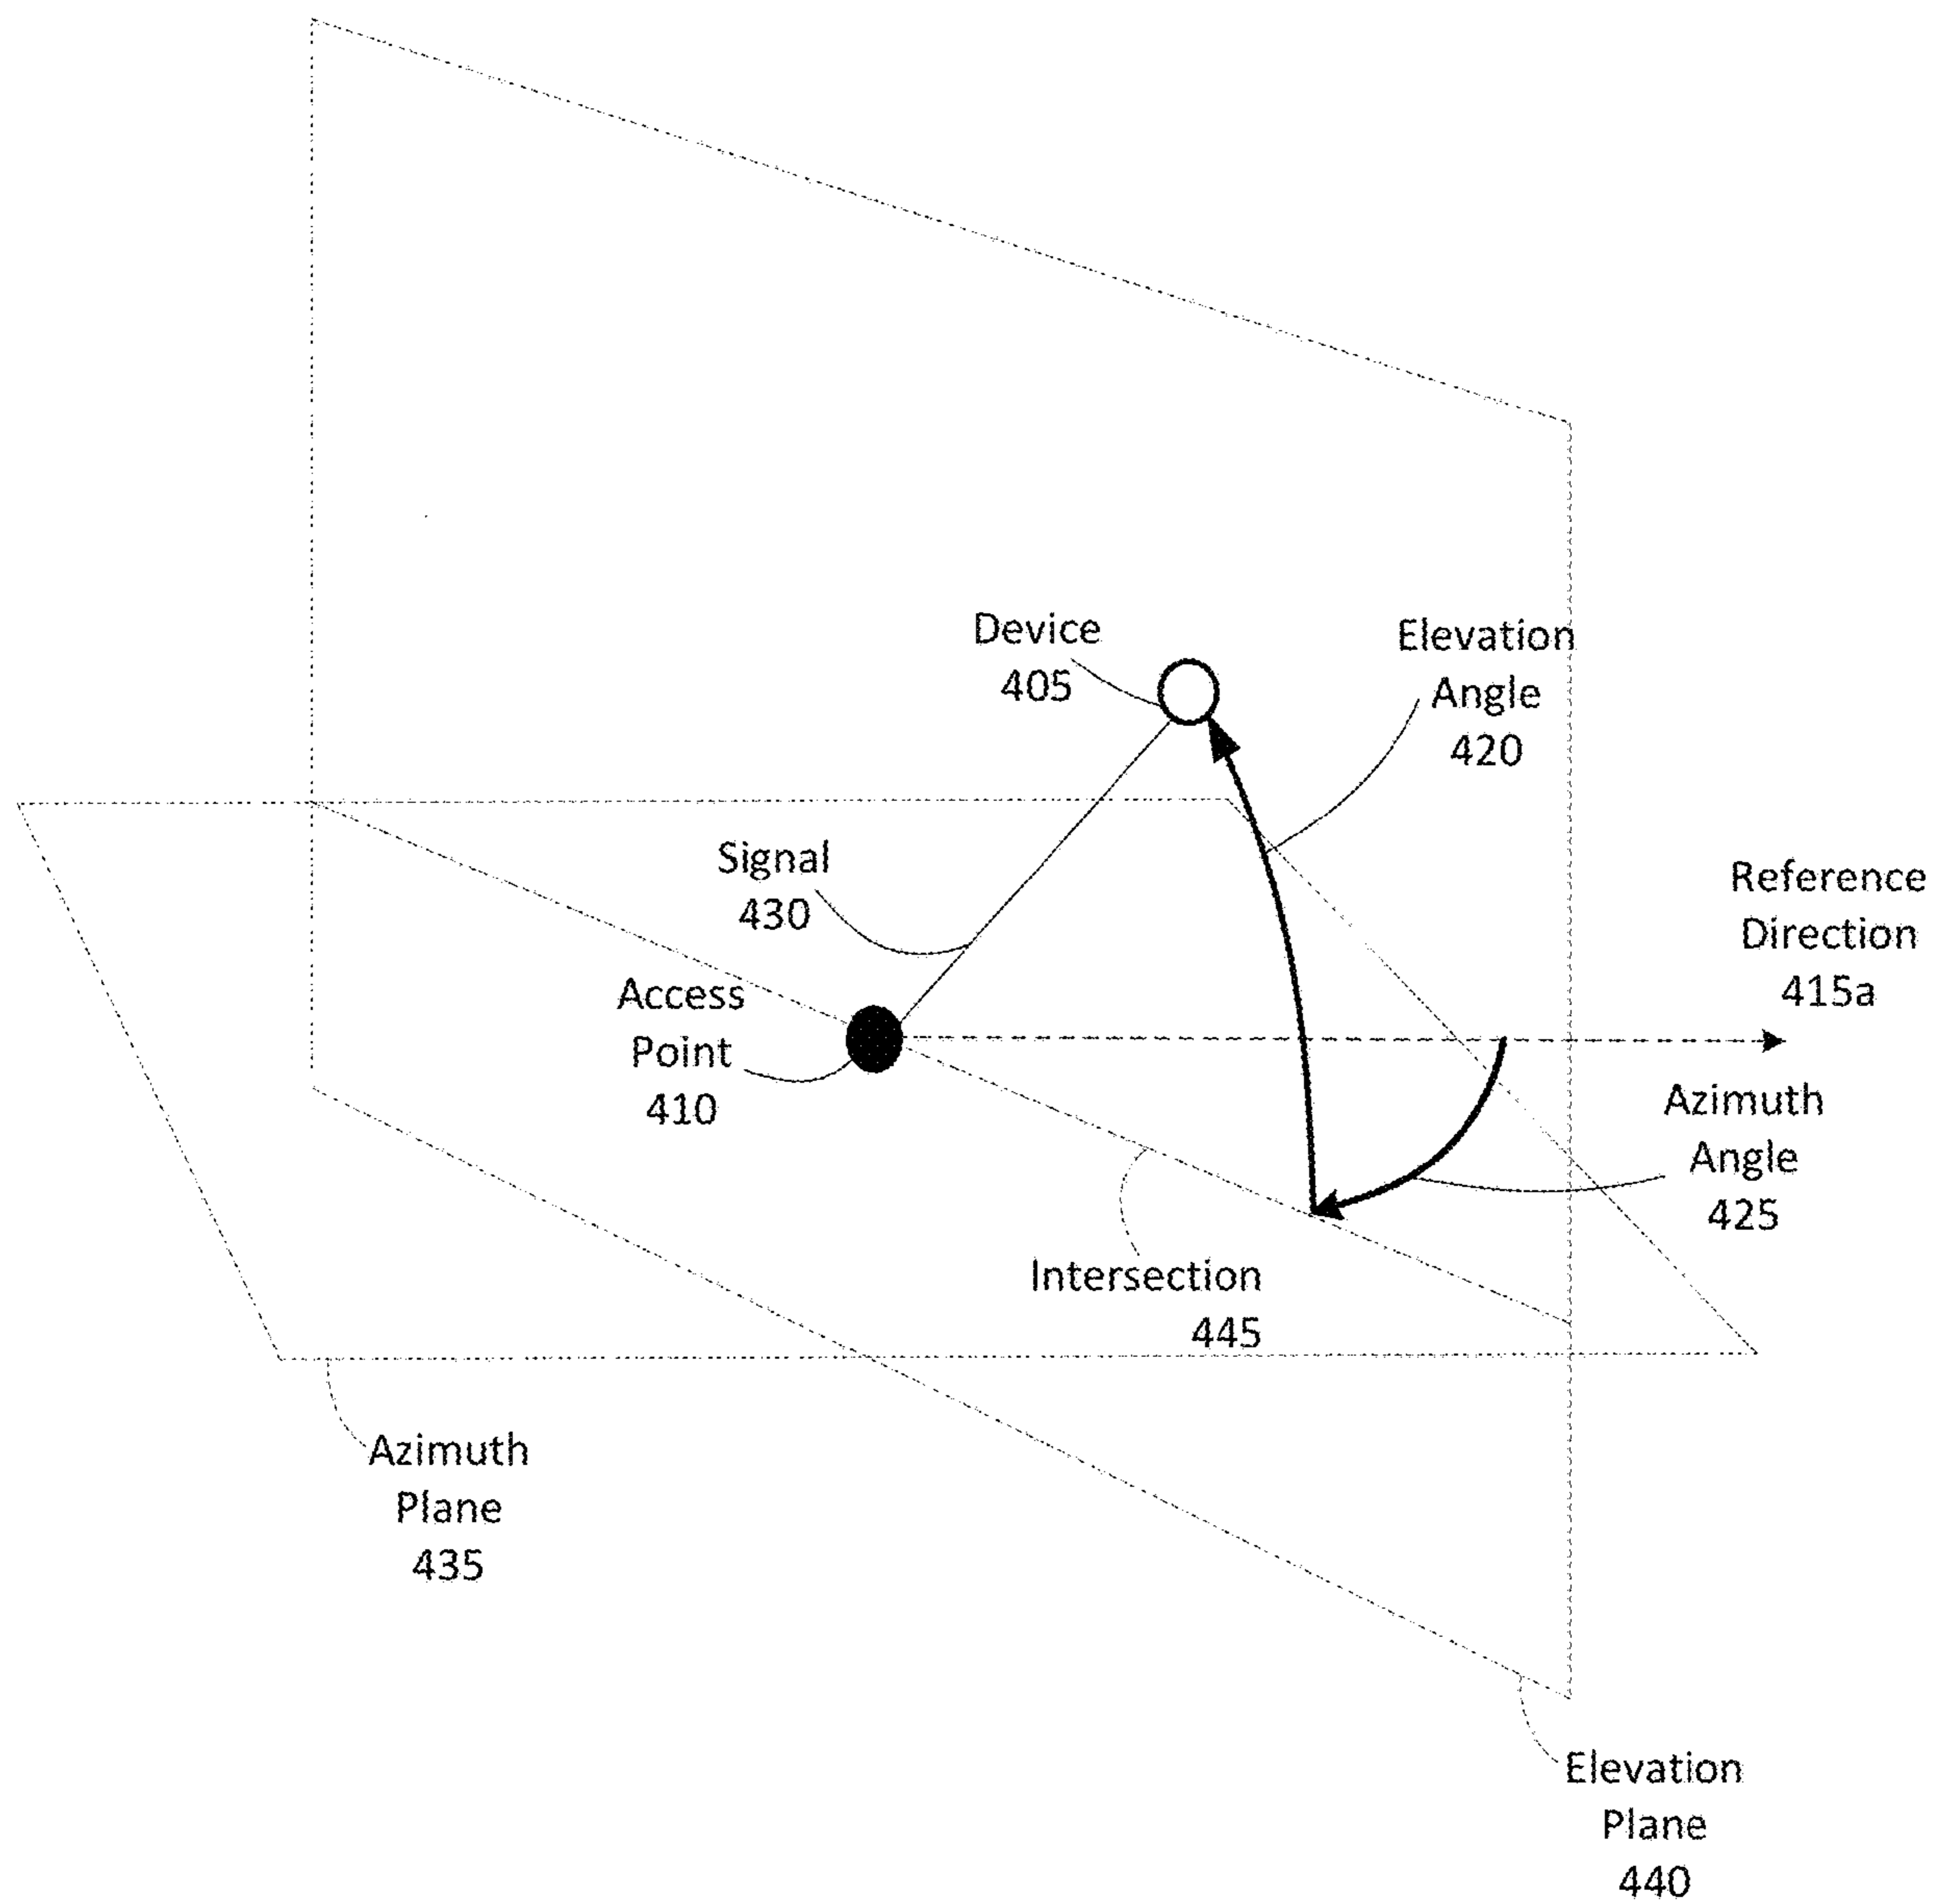 Device
405
Elevation
Angle
420
Signal
430
Reference
Direction
415a
Access
Point
410
Azimuth
Angle
425
Intersection
445
Azimuth
Plane
435
Elevation
Plane
440